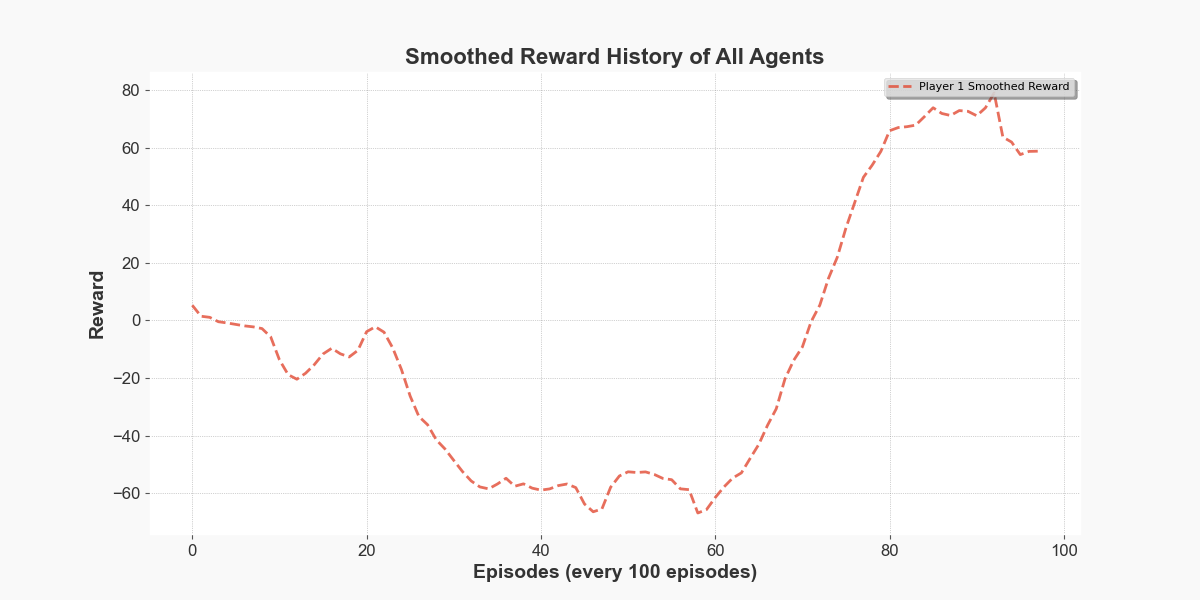 Smoothed Reward History of All Agents
Player 1 Smoothed Reward
Reward
80
60
40
20
0
−20
−40
−60
0 20 40 60 80 100
Episodes (every 100 episodes)